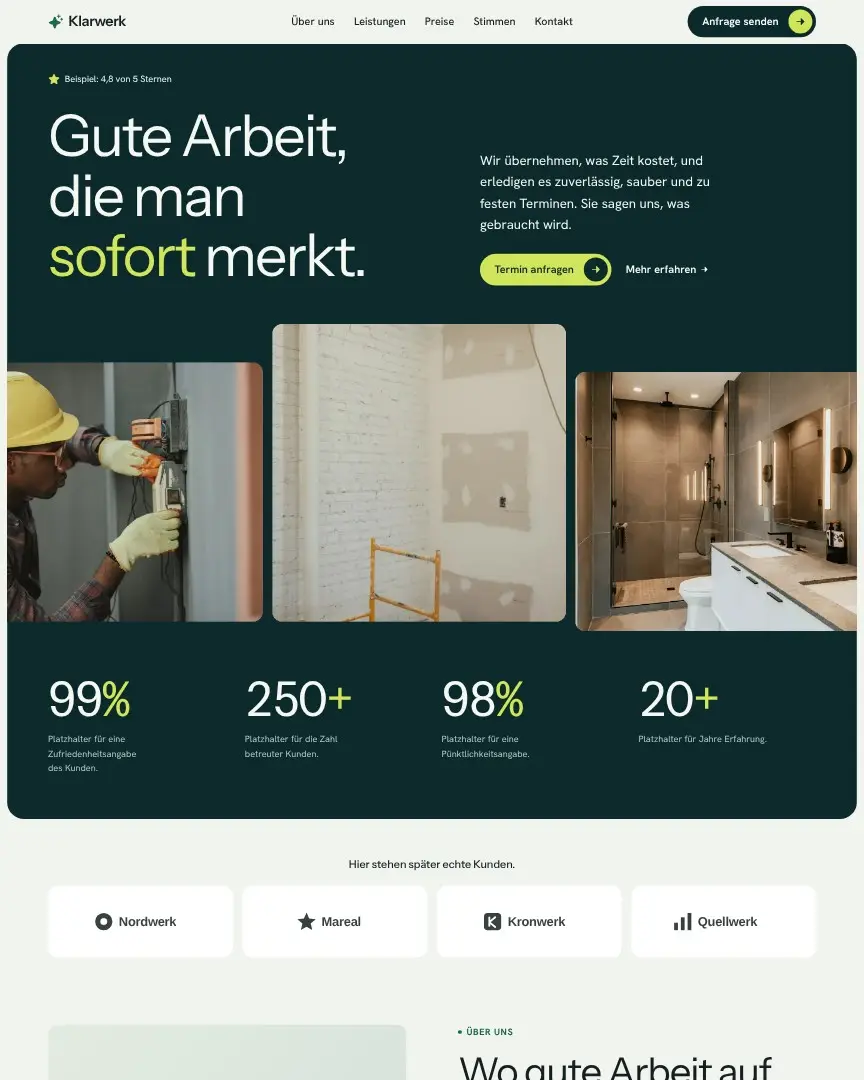 Klarwerk
Über uns
Leistungen
Preise
Stimmen
Kontakt
Anfrage senden
Beispiel: 4,8 von 5 Sternen
Gute Arbeit,
die man
sofort merkt.
Wir übernehmen, was Zeit kostet, und
erledigen es zuverlässig, sauber und zu
festen Terminen. Sie sagen uns, was
gebraucht wird.
Termin anfragen
Mehr erfahren
99%
Platzhalter für eine
Zufriedenheitsangabe
des Kunden.
250+
Platzhalter für die Zahl
betreuter Kunden.
98%
Platzhalter für eine
Pünktlichkeitsangabe.
20+
Platzhalter für Jahre Erfahrung.
Hier stehen später echte Kunden.
Nordwerk
Mareal
K Kronwerk
Quellwerk
ÜBER UNS
Wo gute Arbeit auf